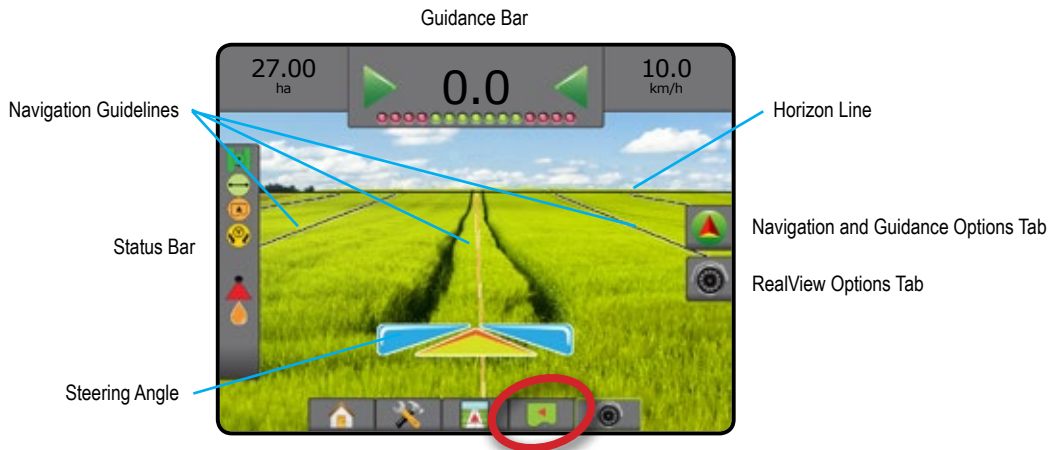 Guidance Bar
27.00
ha
0.0
10.0
km/h
Navigation Guidelines
Horizon Line
Status Bar
Navigation and Guidance Options Tab
RealView Options Tab
Steering Angle